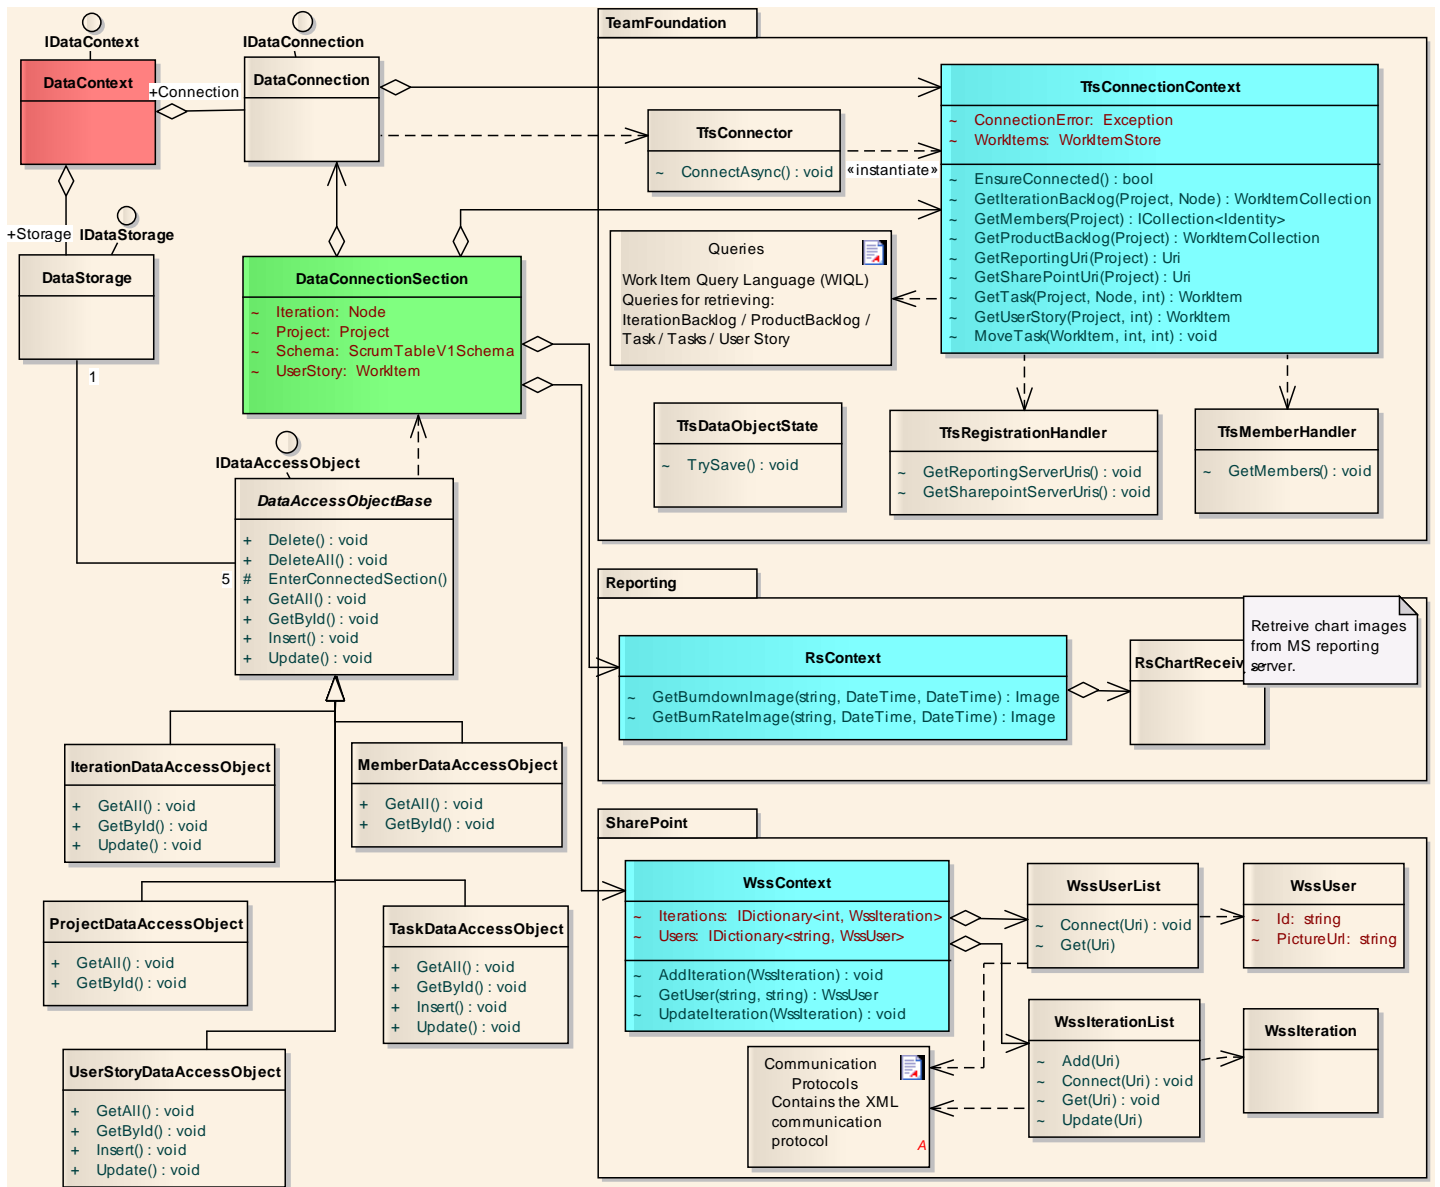 IDataContext
DataContext
+Connection
IDataConnection
DataConnection
+Storage
IDataStorage
DataStorage
1
DataConnectionSection
~ Iteration: Node
~ Project: Project
~ Schema: ScrumTableV1Schema
~ UserStory: WorkItem
IDataAccessObject
DataAccessObjectBase
+ Delete() : void
+ DeleteAll() : void
# EnterConnectedSection()
+ GetAll() : void
+ GetById() : void
+ Insert() : void
+ Update() : void
5
IterationDataAccessObject
+ GetAll() : void
+ GetById() : void
+ Update() : void
MemberDataAccessObject
+ GetAll() : void
+ GetById() : void
ProjectDataAccessObject
+ GetAll() : void
+ GetById() : void
TaskDataAccessObject
+ GetAll() : void
+ GetById() : void
+ Insert() : void
+ Update() : void
UserStoryDataAccessObject
+ GetAll() : void
+ GetById() : void
+ Insert() : void
+ Update() : void
TeamFoundation
TfsConnector
~ ConnectAsync() : void
«instantiate»
TfsConnectionContext
~ ConnectionError: Exception
~ WorkItems: WorkItemStore
~ EnsureConnected() : bool
~ GetIterationBacklog(Project, Node) : WorkItemCollection
~ GetMembers(Project) : ICollection<Identity>
~ GetProductBacklog(Project) : WorkItemCollection
~ GetReportingUri(Project) : Uri
~ GetSharePointUri(Project) : Uri
~ GetTask(Project, Node, int) : WorkItem
~ GetUserStory(Project, int) : WorkItem
~ MoveTask(WorkItem, int, int) : void
Queries
Work Item Query Language (WIQL)
Queries for retrieving:
IterationBacklog / ProductBacklog /
Task / Tasks / User Story
TfsDataObjectState
~ TrySave() : void
TfsRegistrationHandler
~ GetReportingServerUris() : void
~ GetSharepointServerUris() : void
TfsMemberHandler
~ GetMembers() : void
Reporting
RsContext
~ GetBurndownImage(string, DateTime, DateTime) : Image
~ GetBurnRateImage(string, DateTime, DateTime) : Image
RsChartReceiv
Retreive chart images
from MS reporting
server.
SharePoint
WssContext
~ Iterations: IDictionary<int, WssIteration>
~ Users: IDictionary<string, WssUser>
~ AddIteration(WssIteration) : void
~ GetUser(string, string) : WssUser
~ UpdateIteration(WssIteration) : void
WssUserList
~ Connect(Uri) : void
~ Get(Uri)
WssUser
~ Id: string
~ PictureUrl: string
WssIterationList
~ Add(Uri)
~ Connect(Uri) : void
~ Get(Uri) : void
~ Update(Uri)
WssIteration
Communication
Protocols
Contains the XML
communication
protocol
A